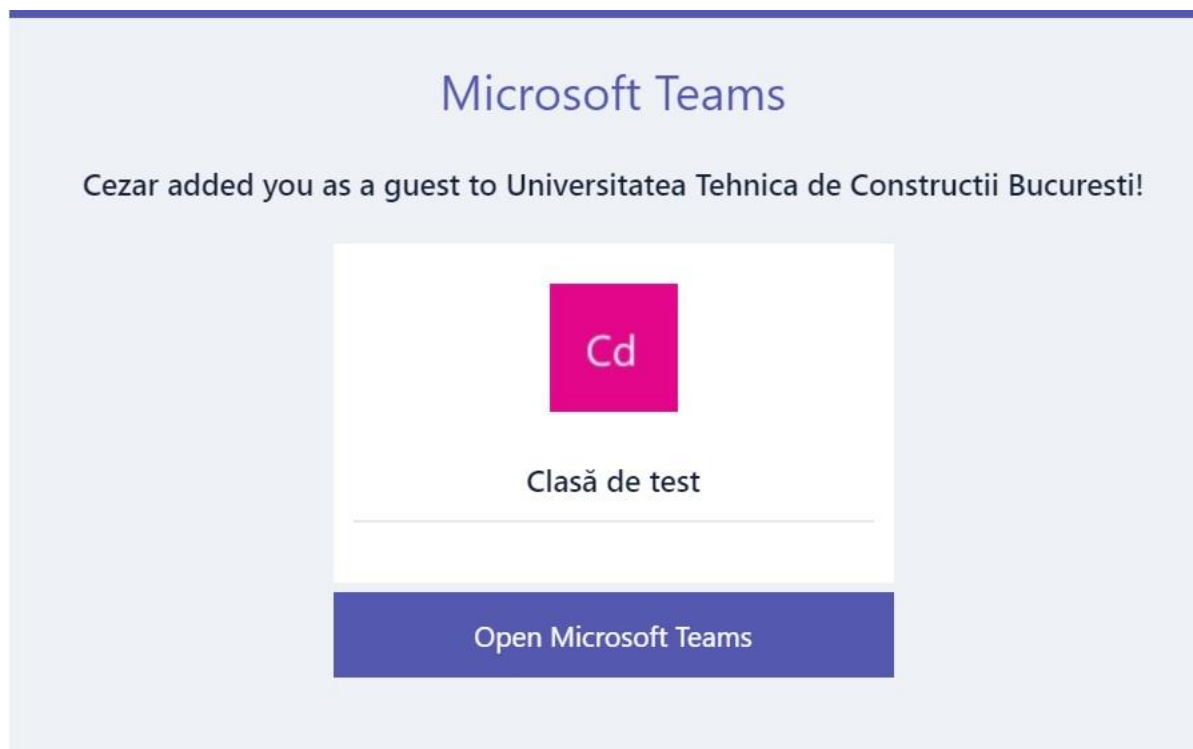 Microsoft Teams
Cezar added you as a guest to Universitatea Tehnica de Constructii Bucuresti!
Cd
Clasă de test
Open Microsoft Teams